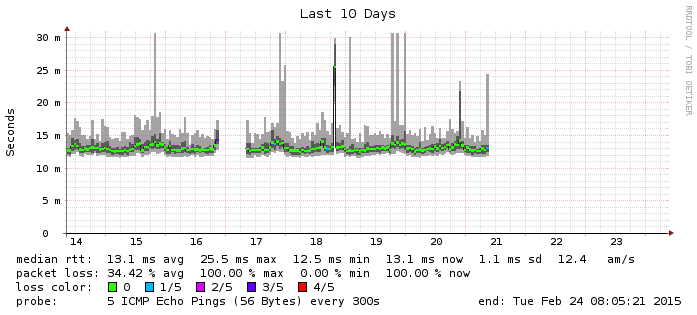 Last 10 Days
RRDTOOL / TOBI OETIKER
Seconds
30 m
25 m
20 m
15 m
10 m
5 m
0
14 15 16 17 18 19 20 21 22 23
median rtt: 13.1 ms avg 25.5 ms max 12.5 ms min 13.1 ms now 1.1 ms sd 12.4 am/s
packet loss: 34.42 % avg 100.00 % max 0.00 % min 100.00 % now
loss color: 0 1/5 2/5 3/5 4/5
probe: 5 ICMP Echo Pings (56 Bytes) every 300s end: Tue Feb 24 08:05:21 2015